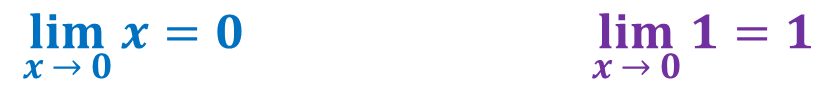 lim x = 0
x → 0
lim 1 = 1
x → 0